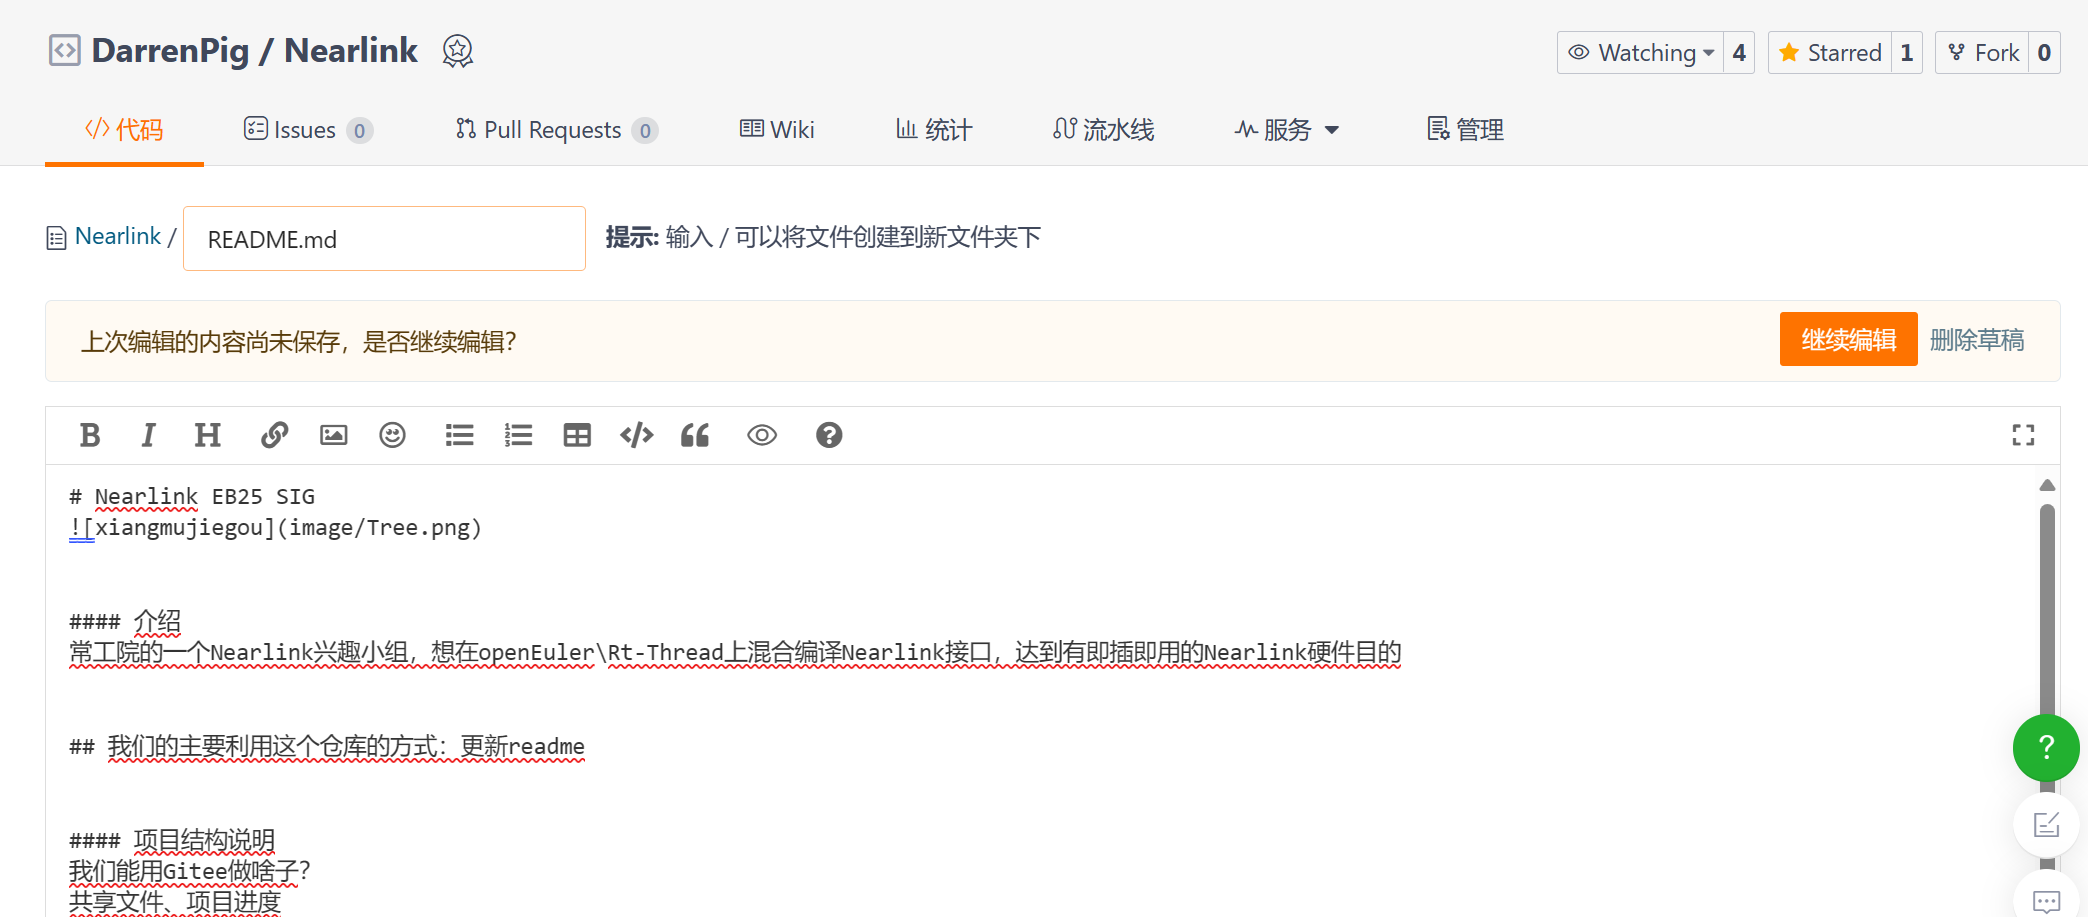 DarrenPig / Nearlink
Watching 4 Starred 1 Fork 0
代码 Issues 0 Pull Requests 0 Wiki 统计 流水线 服务 管理
Nearlink / README.md 提示: 输入 / 可以将文件创建到新文件夹下
上次编辑的内容尚未保存，是否继续编辑？ 继续编辑 删除草稿
# Nearlink EB25 SIG
![xiangmujiegou](image/Tree.png)
#### 介绍
常工院的一个Nearlink兴趣小组，想在openEuler\Rt-Thread上混合编译Nearlink接口，达到有即插即用的Nearlink硬件目的
## 我们的主要利用这个仓库的方式：更新readme
#### 项目结构说明
我们能用Gitee做啥子？
共享文件、项目进度